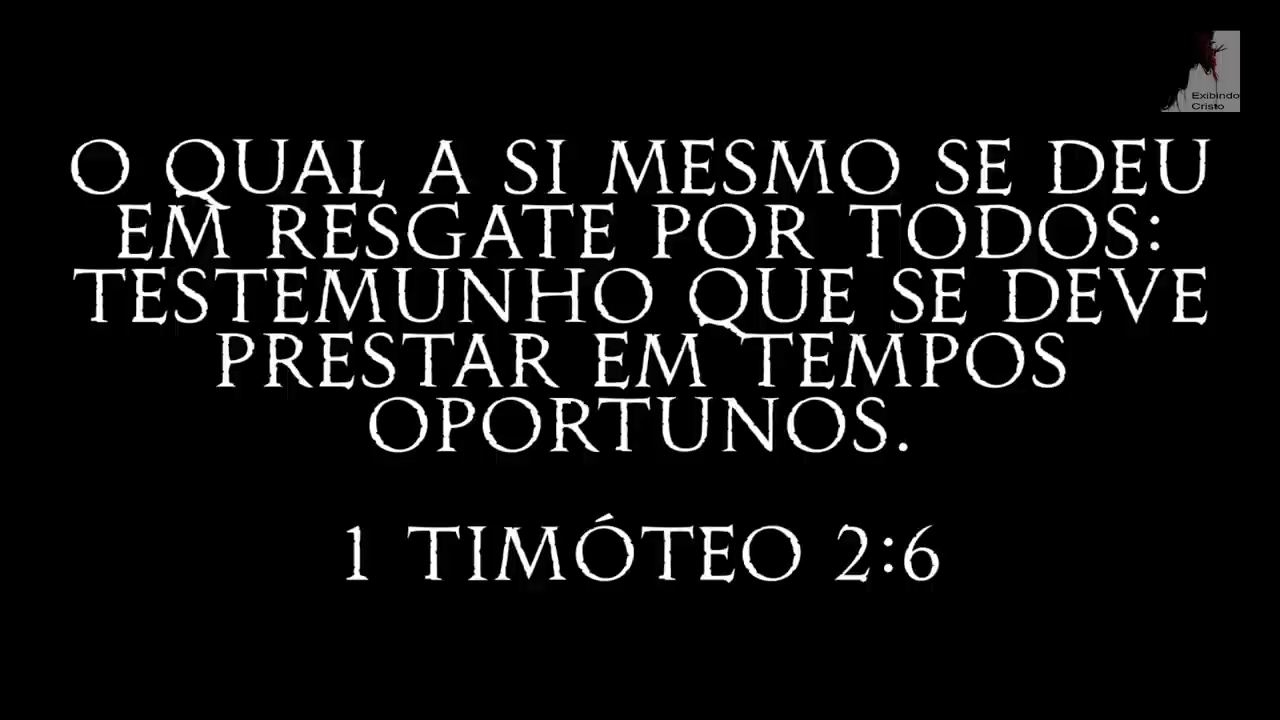 Exibindo
Cristo
O QUAL A SI MESMO SE DEU
EM RESGATE POR TODOS:
TESTEMUNHO QUE SE DEVE
PRESTAR EM TEMPOS
OPORTUNOS.
1 TIMÓTEO 2:6